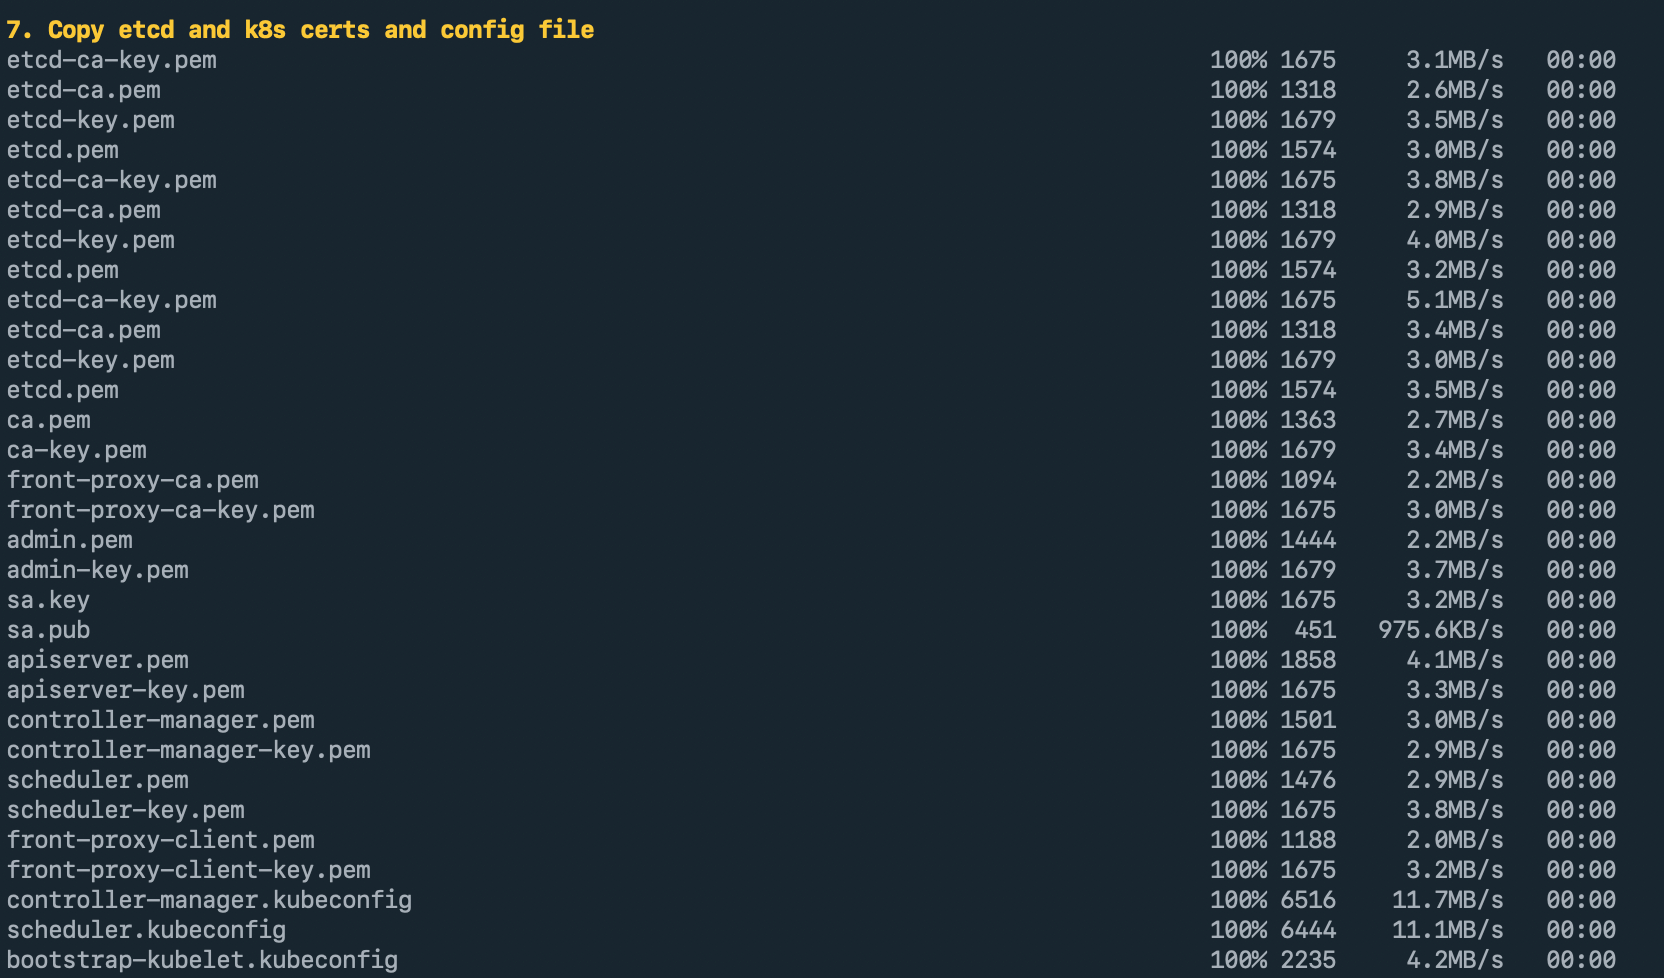 7. Copy etcd and k8s certs and config file
etcd-ca-key.pem 100% 1675 3.1MB/s 00:00
etcd-ca.pem 100% 1318 2.6MB/s 00:00
etcd-key.pem 100% 1679 3.5MB/s 00:00
etcd.pem 100% 1574 3.0MB/s 00:00
etcd-ca-key.pem 100% 1675 3.8MB/s 00:00
etcd-ca.pem 100% 1318 2.9MB/s 00:00
etcd-key.pem 100% 1679 4.0MB/s 00:00
etcd.pem 100% 1574 3.2MB/s 00:00
etcd-ca-key.pem 100% 1675 5.1MB/s 00:00
etcd-ca.pem 100% 1318 3.4MB/s 00:00
etcd-key.pem 100% 1679 3.0MB/s 00:00
etcd.pem 100% 1574 3.5MB/s 00:00
ca.pem 100% 1363 2.7MB/s 00:00
ca-key.pem 100% 1679 3.4MB/s 00:00
front-proxy-ca.pem 100% 1094 2.2MB/s 00:00
front-proxy-ca-key.pem 100% 1675 3.0MB/s 00:00
admin.pem 100% 1444 2.2MB/s 00:00
admin-key.pem 100% 1679 3.7MB/s 00:00
sa.key 100% 1675 3.2MB/s 00:00
sa.pub 100% 451 975.6KB/s 00:00
apiserver.pem 100% 1858 4.1MB/s 00:00
apiserver-key.pem 100% 1675 3.3MB/s 00:00
controller-manager.pem 100% 1501 3.0MB/s 00:00
controller-manager-key.pem 100% 1675 2.9MB/s 00:00
scheduler.pem 100% 1476 2.9MB/s 00:00
scheduler-key.pem 100% 1675 3.8MB/s 00:00
front-proxy-client.pem 100% 1188 2.0MB/s 00:00
front-proxy-client-key.pem 100% 1675 3.2MB/s 00:00
controller-manager.kubeconfig 100% 6516 11.7MB/s 00:00
scheduler.kubeconfig 100% 6444 11.1MB/s 00:00
bootstrap-kubelet.kubeconfig 100% 2235 4.2MB/s 00:00